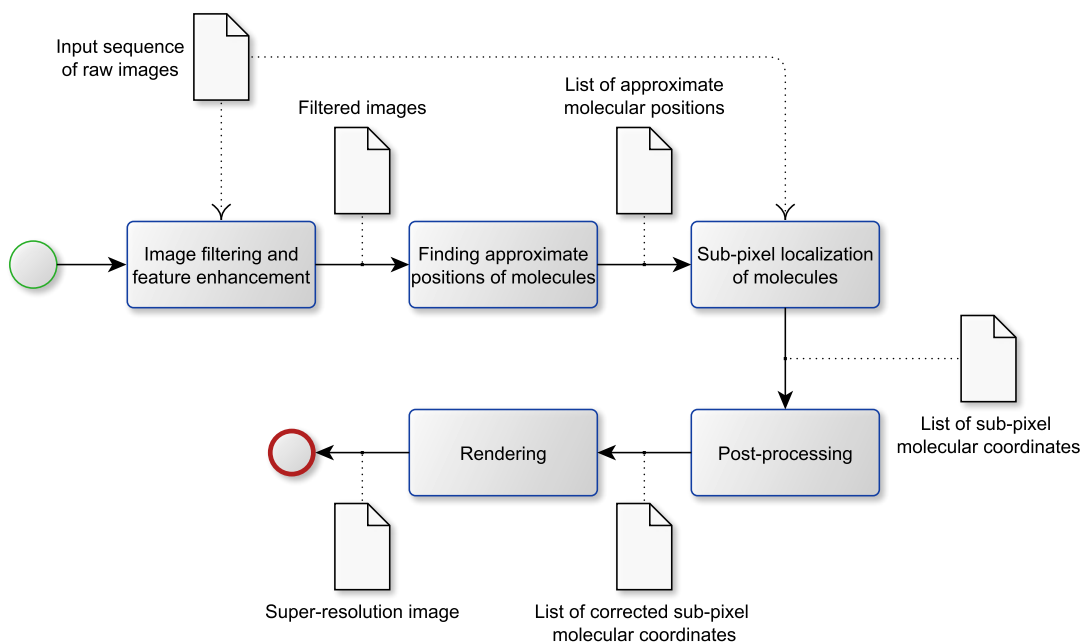 Input sequence
of raw images
Filtered images
List of approximate
molecular positions
Image filtering and
feature enhancement
Finding approximate
positions of molecules
Sub-pixel localization
of molecules
List of sub-pixel
molecular coordinates
Rendering
Post-processing
Super-resolution image
List of corrected sub-pixel
molecular coordinates